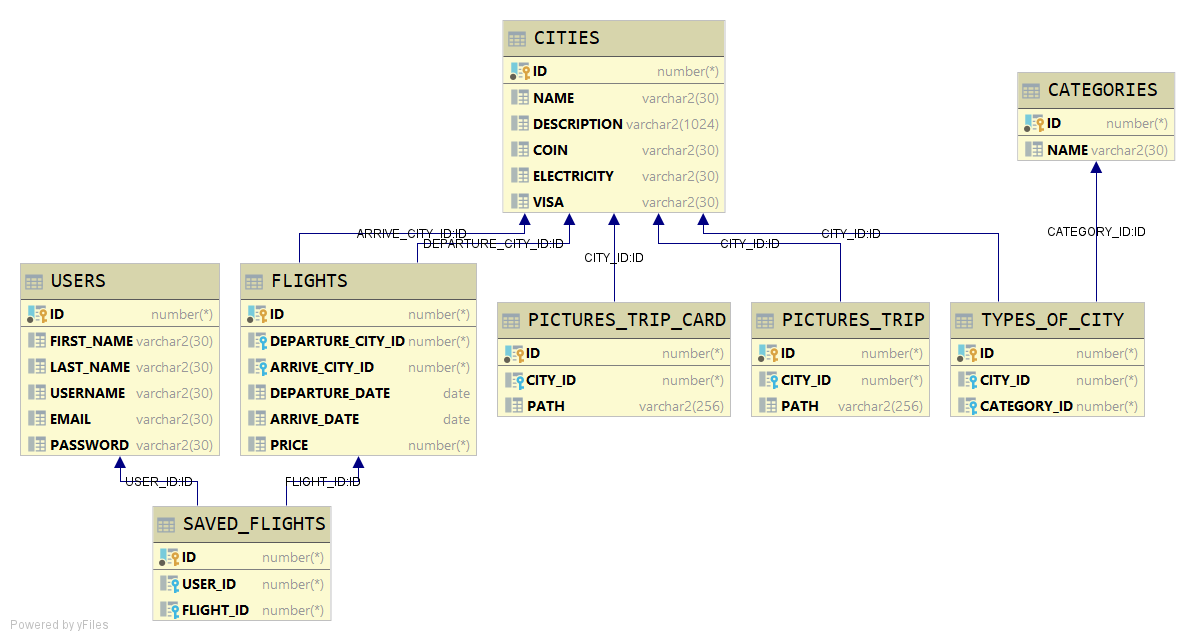 CITIES
ID number(*)
NAME varchar2(30)
DESCRIPTION varchar2(1024)
COIN varchar2(30)
ELECTRICITY varchar2(30)
VISA varchar2(30)
CATEGORIES
ID number(*)
NAME varchar2(30)
ARRIVE_CITY_ID:ID
DEPARTURE_CITY_ID:ID
CITY_ID:ID
CITY_ID:ID
CITY_ID:ID
CATEGORY_ID:ID
USERS
ID number(*)
FIRST_NAME varchar2(30)
LAST_NAME varchar2(30)
USERNAME varchar2(30)
EMAIL varchar2(30)
PASSWORD varchar2(30)
FLIGHTS
ID number(*)
DEPARTURE_CITY_ID number(*)
ARRIVE_CITY_ID number(*)
DEPARTURE_DATE date
ARRIVE_DATE date
PRICE number(*)
PICTURES_TRIP_CARD
ID number(*)
CITY_ID number(*)
PATH varchar2(256)
PICTURES_TRIP
ID number(*)
CITY_ID number(*)
PATH varchar2(256)
TYPES_OF_CITY
ID number(*)
CITY_ID number(*)
CATEGORY_ID number(*)
USER_ID:ID
FLIGHT_ID:ID
SAVED_FLIGHTS
ID number(*)
USER_ID number(*)
FLIGHT_ID number(*)
Powered by yFiles